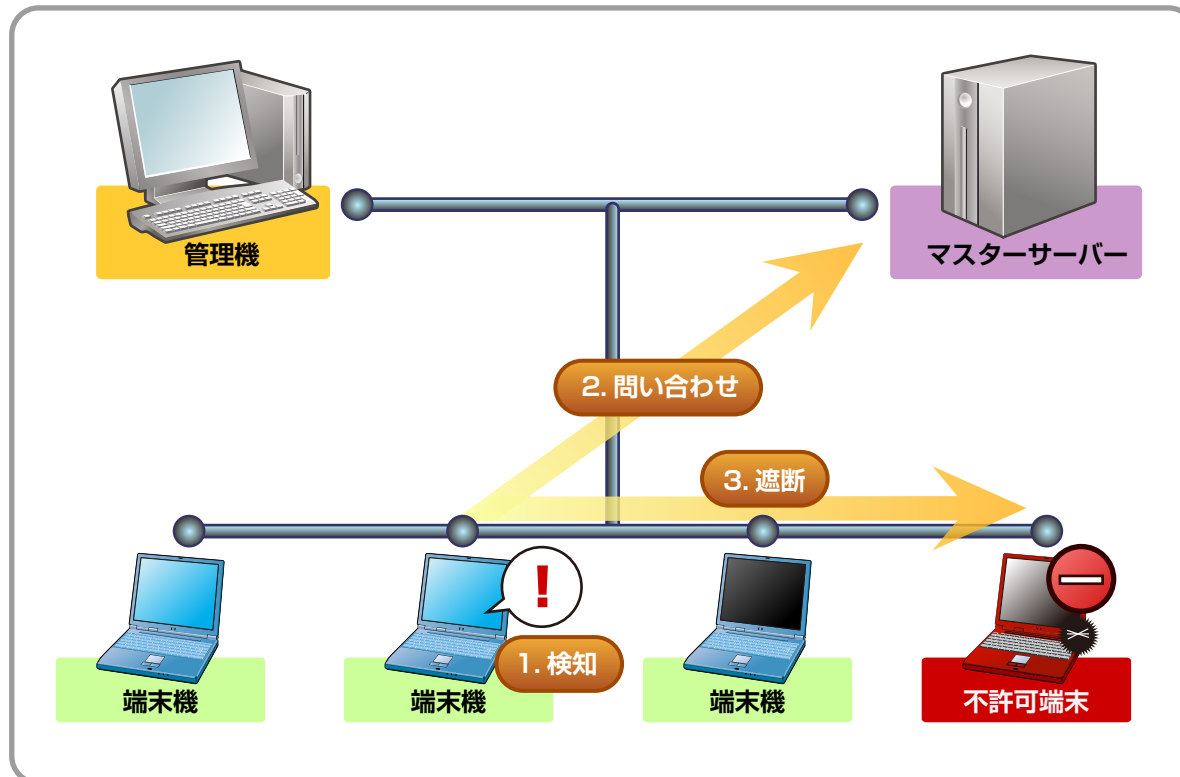 管理機
マスターサーバー
2. 問い合わせ
3. 遮断
!
1. 検知
端末機
端末機
端末機
不許可端末